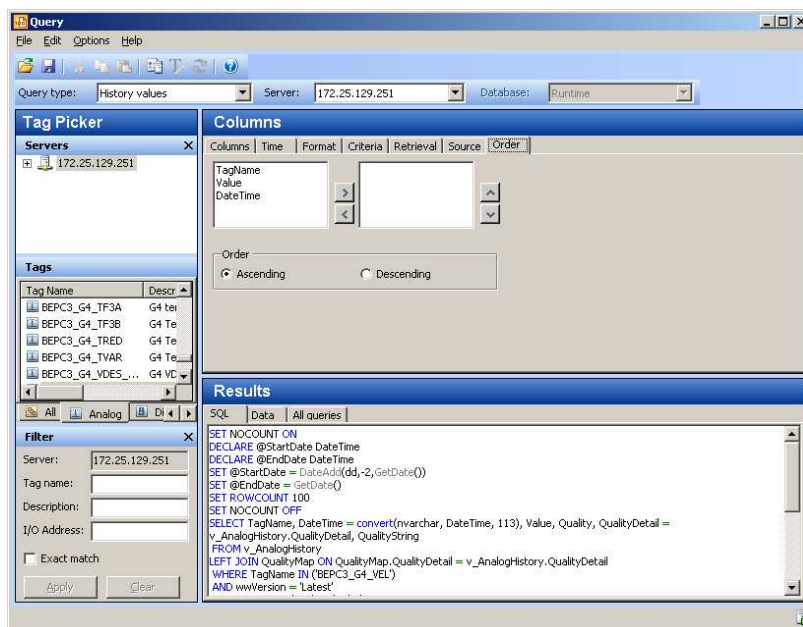 Query
File Edit Options Help
Query type: History values Server: 172.25.129.251 Database: Runtime
Tag Picker
Servers
172.25.129.251
Tags
Tag Name Descr
BEPC3_G4_TF3A G4 ter
BEPC3_G4_TF3B G4 Te
BEPC3_G4_TRED G4 Te
BEPC3_G4_TVAR G4 Te
BEPC3_G4_VDES_... G4 VD
All Analog Di
Filter
Server: 172.25.129.251
Tag name:
Description:
I/O Address:
Exact match
Apply Clear
Columns
Columns Time Format Criteria Retrieval Source Order
TagName
Value
DateTime
Order
Ascending Descending
Results
SQL Data All queries
SET NOCOUNT ON
DECLARE @StartDate DateTime
DECLARE @EndDate DateTime
SET @StartDate = DateAdd(dd,-2,GetDate())
SET @EndDate = GetDate()
SET ROWCOUNT 100
SET NOCOUNT OFF
SELECT TagName, DateTime = convert(nvarchar, DateTime, 113), Value, Quality, QualityDetail =
v_AnalogHistory.QualityDetail, QualityString
FROM v_AnalogHistory
LEFT JOIN QualityMap ON QualityMap.QualityDetail = v_AnalogHistory.QualityDetail
WHERE TagName IN ('BEPC3_G4_VEL')
AND wwVersion = 'Latest'